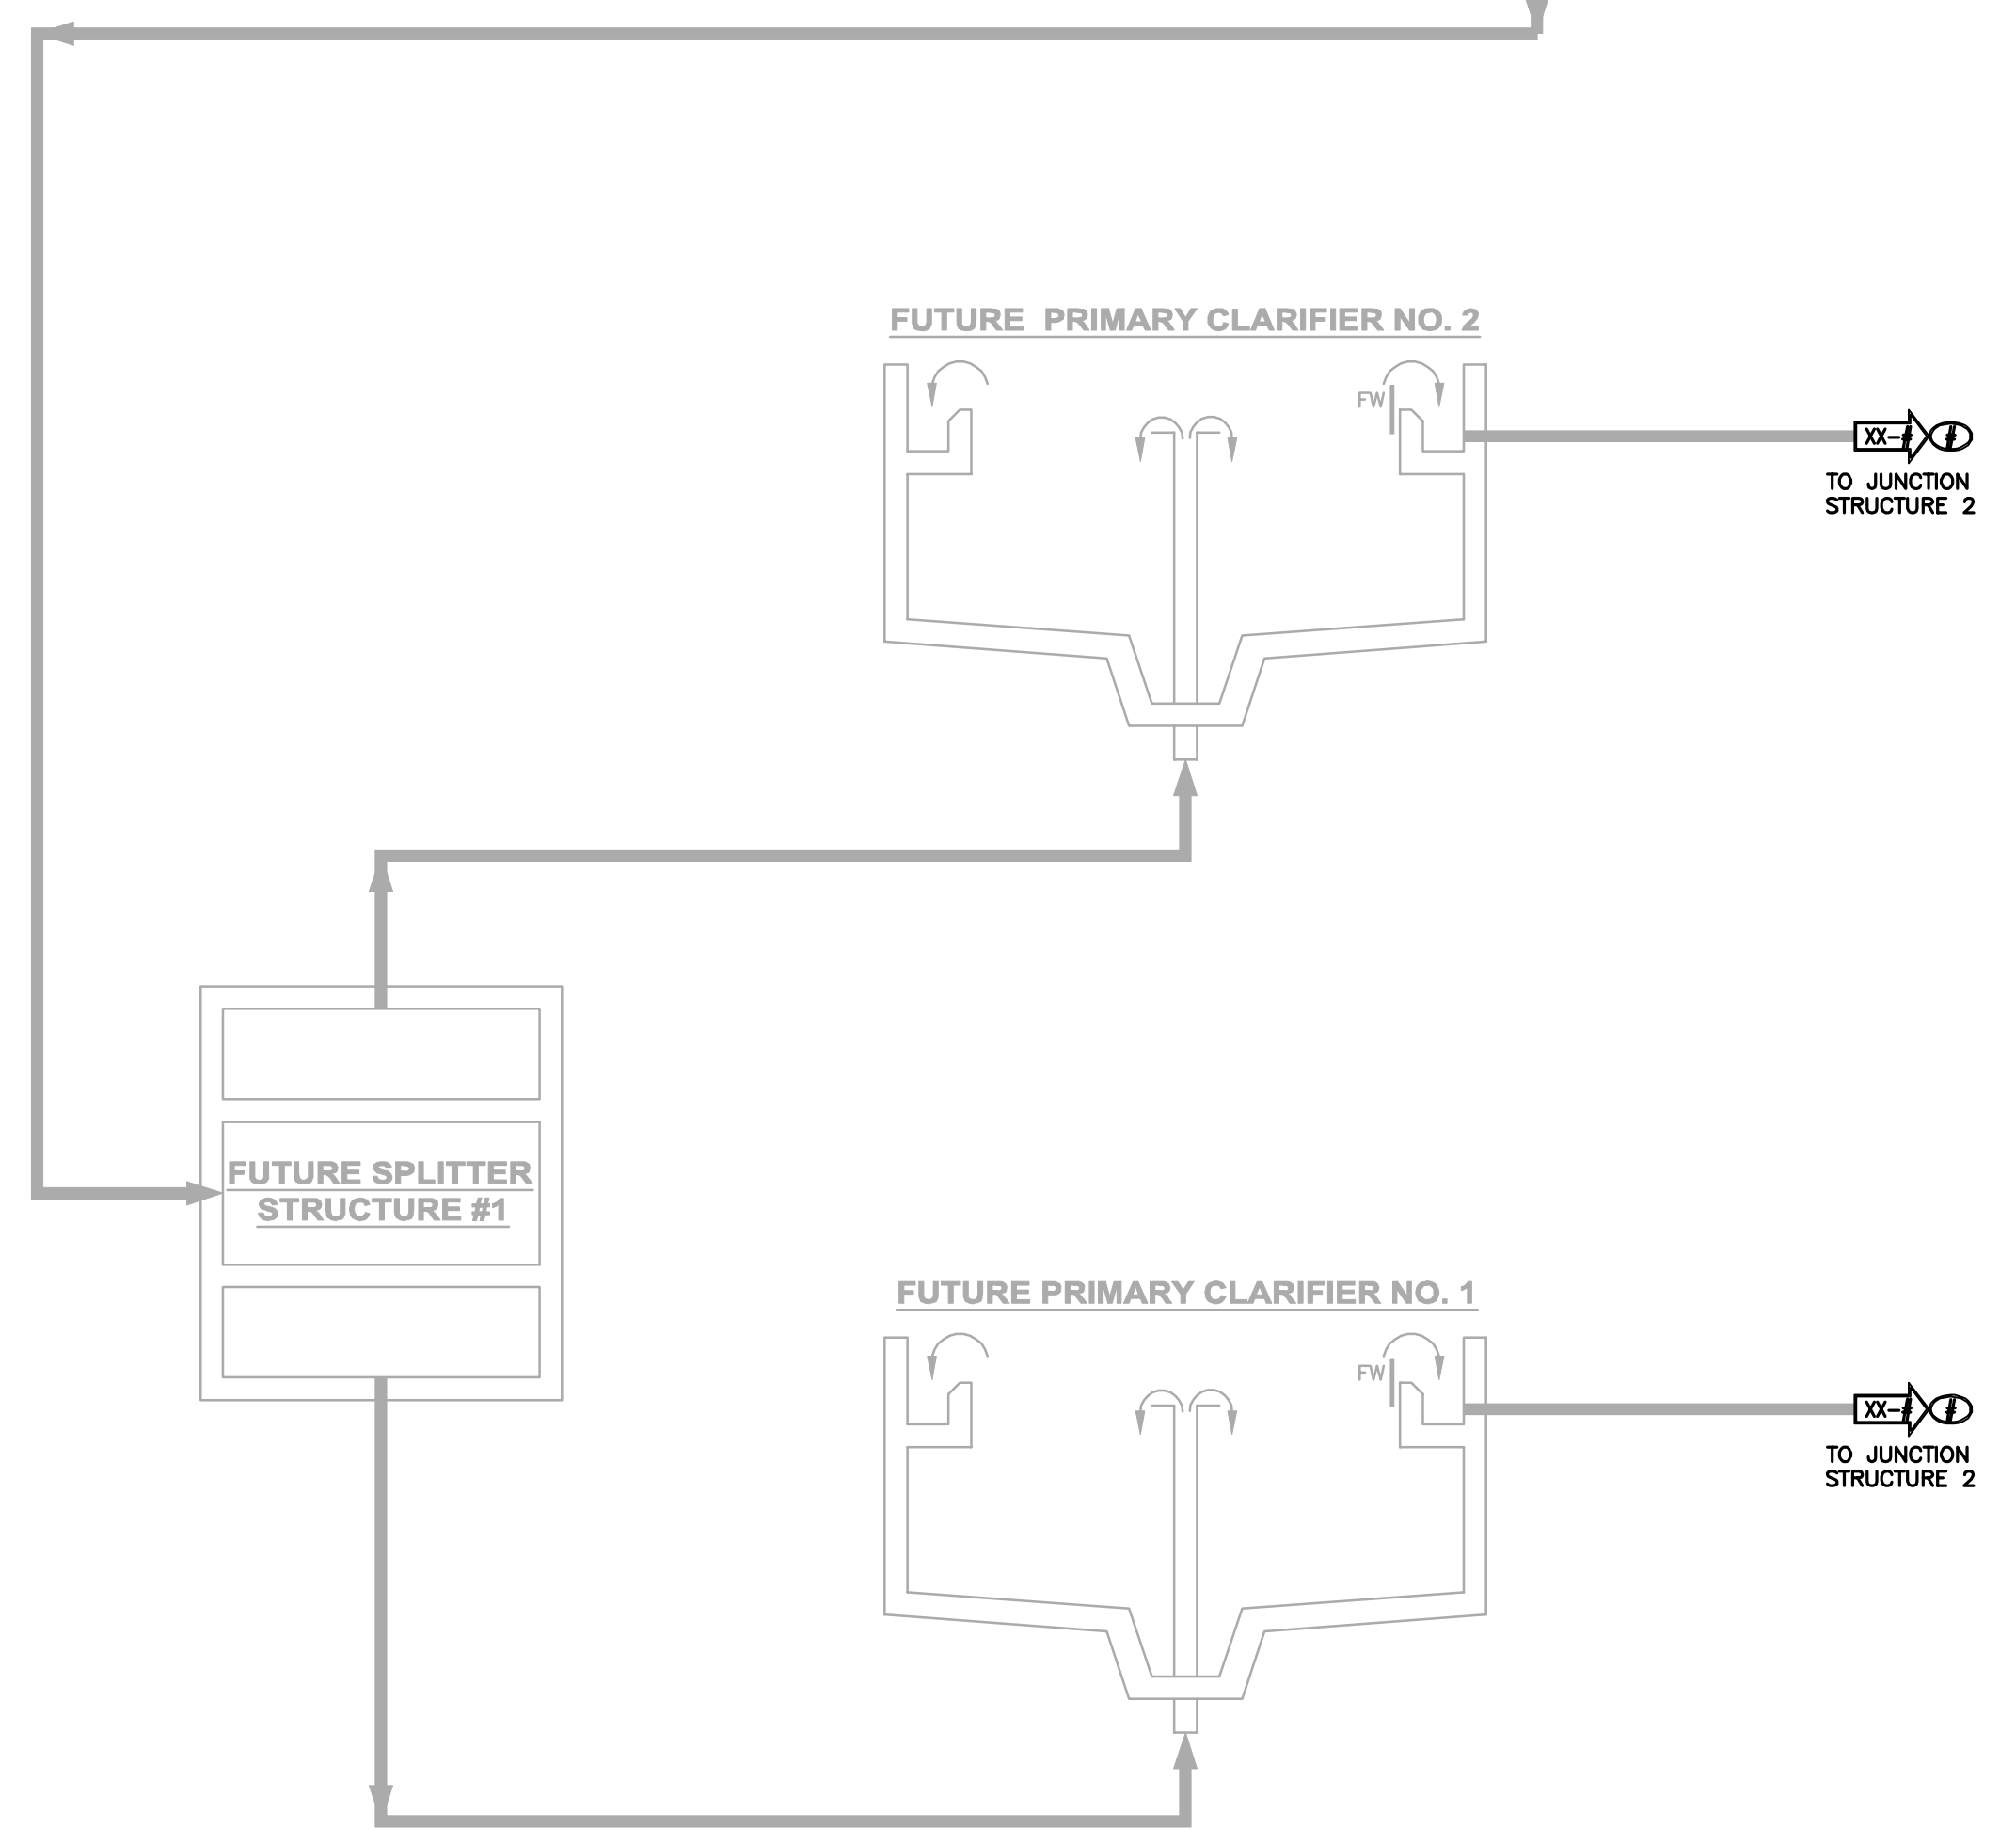 FUTURE PRIMARY CLARIFIER NO. 2
FW
XX-# #
TO JUNCTION
STRUCTURE 2
FUTURE SPLITTER
STRUCTURE #1
FUTURE PRIMARY CLARIFIER NO. 1
FW
XX-# #
TO JUNCTION
STRUCTURE 2